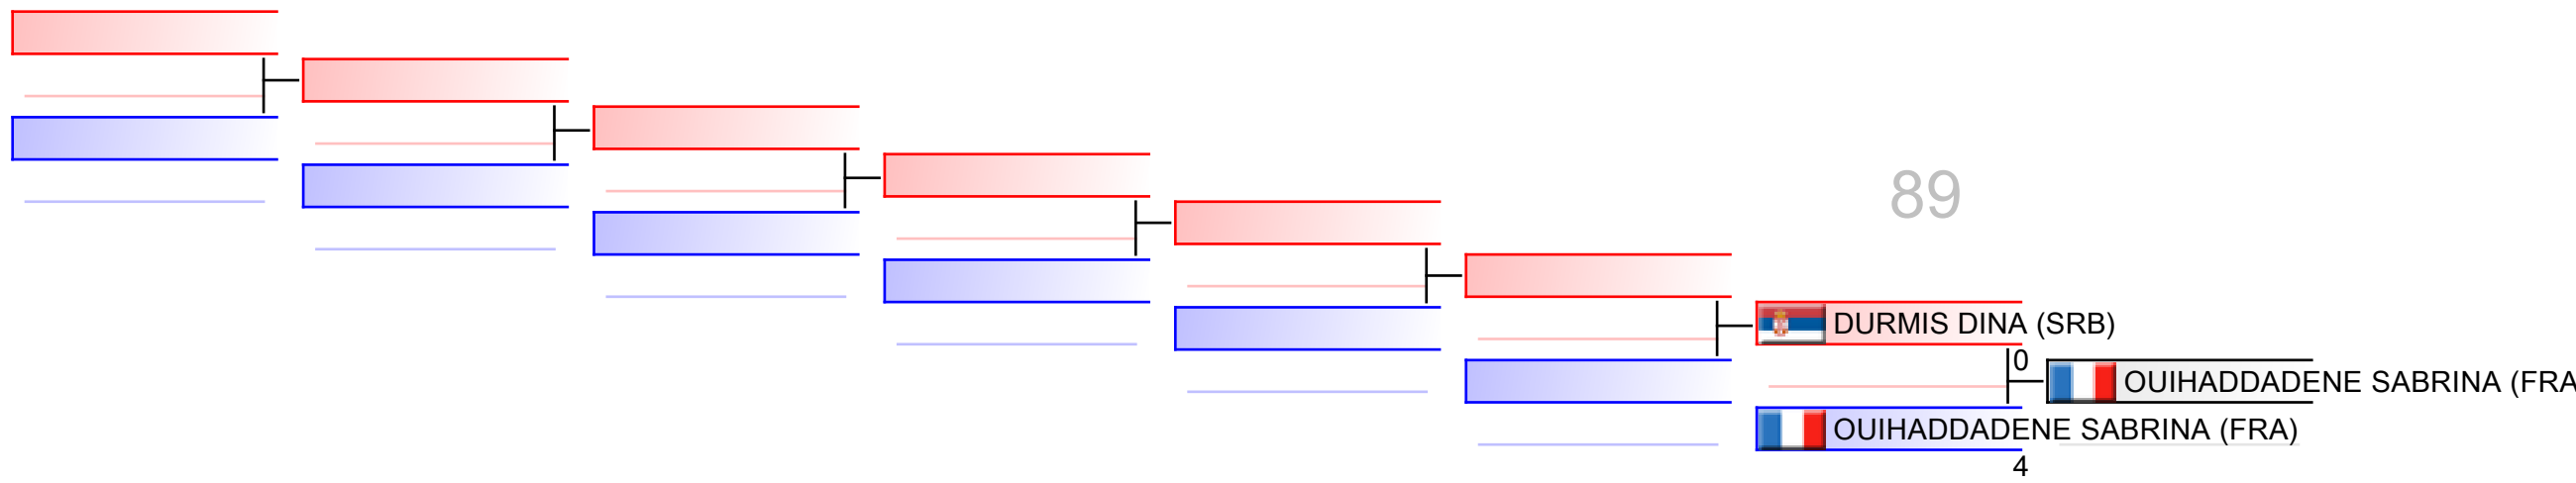 89
DURMIS DINA (SRB)
0
OUIHADDADENE SABRINA (FRA
OUIHADDADENE SABRINA (FRA)
4